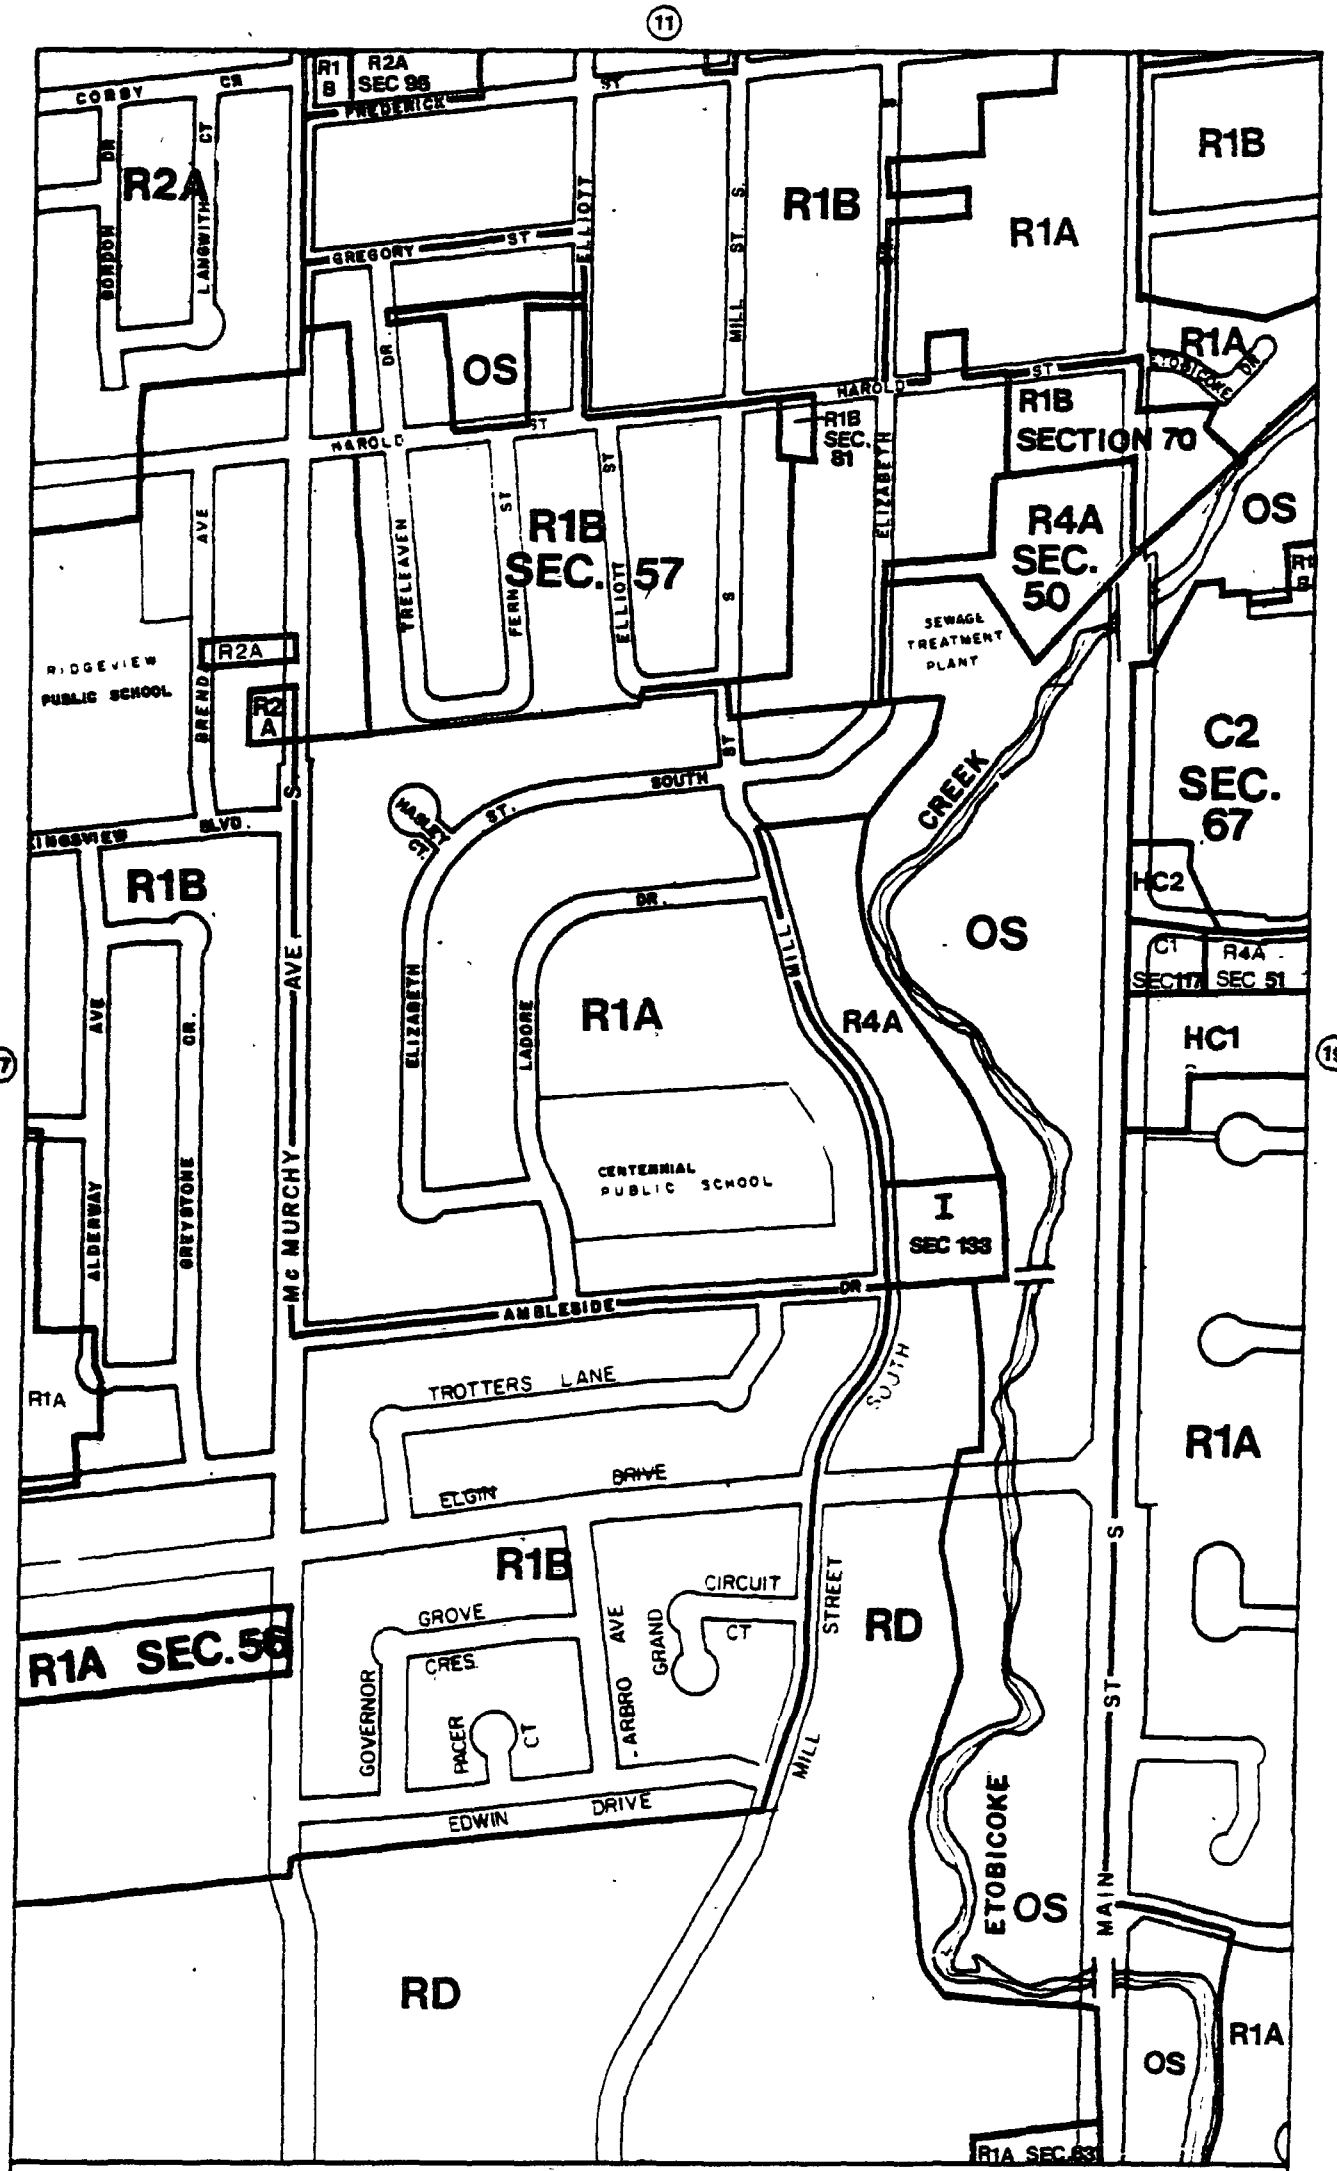 11
R1
B
R2A
SEC 96
CORBY
CR
FREDERICK
ST
DR
CT
R2A
GORDON
LANGWITH
ELLIOTT
GREGORY
ST
MILL ST. S.
R1B
R1A
R1B
R1A
ETOBICOKE DR
DR.
OS
HAROLD
ST
HAROLD
ST
R1B
SEC.
81
R1B
SECTION 70
AVE
TRELEAVEN
FERN
ST
ELLIOTT
ST
R1B
SEC. 57
S
ELIZABETH
R4A
SEC.
50
OS
SEWAGE
TREATMENT
PLANT
RIDGEVIEW
PUBLIC SCHOOL
R2A
R2
A
S
ST
SOUTH
ST.
HASLEY
CT.
CREEK
C2
SEC.
67
BLVD.
R1B
HC2
DR.
MILL
OS
C1
SEC 117
R4A
SEC 51
AVE
AVE
CR.
ELIZABETH
LADORE
R1A
R4A
HC1
CENTENNIAL
PUBLIC SCHOOL
I
SEC 133
ALDERWAY
GREYSTONE
McMURCHY
AMBLESIDE
DR
R1A
TROTTERS LANE
SOUTH
R1A
ELGIN
DRIVE
R1B
S
R1A SEC. 56
GROVE
CRES.
GOVERNOR
PACER
CT
ARBRO AVE
GRAND
CIRCUIT
CT
STREET
MILL
RD
ST
EDWIN
DRIVE
ETOBICOKE
OS
MAIN
RD
OS
R1A
R1A SEC.